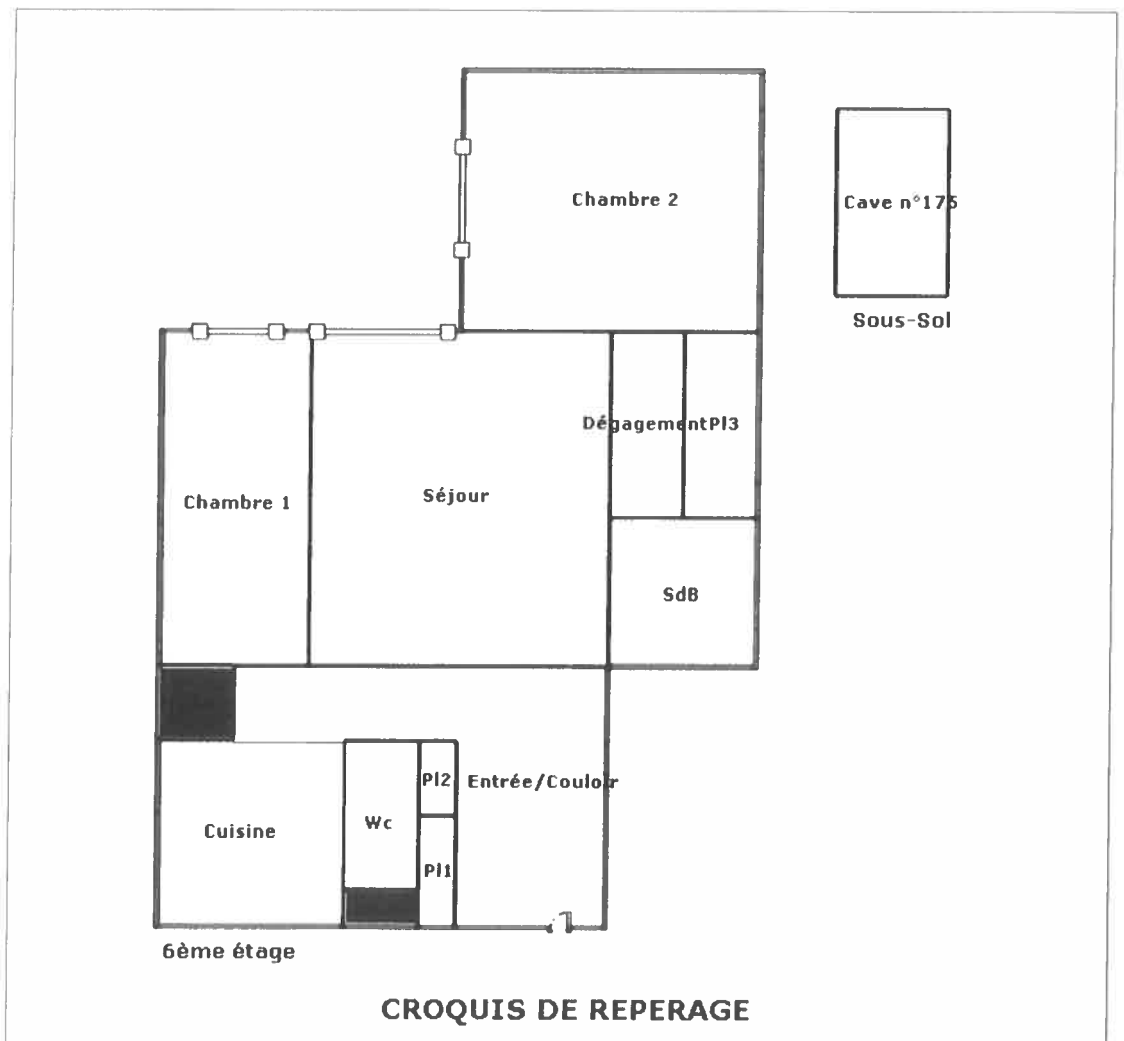 Chambre 2
Cave n°175
Sous-Sol
DégagementPl3
Chambre 1
Séjour
SdB
Pl2
Entrée/Couloir
Cuisine
Wc
Pl1
6ème étage
CROQUIS DE REPERAGE